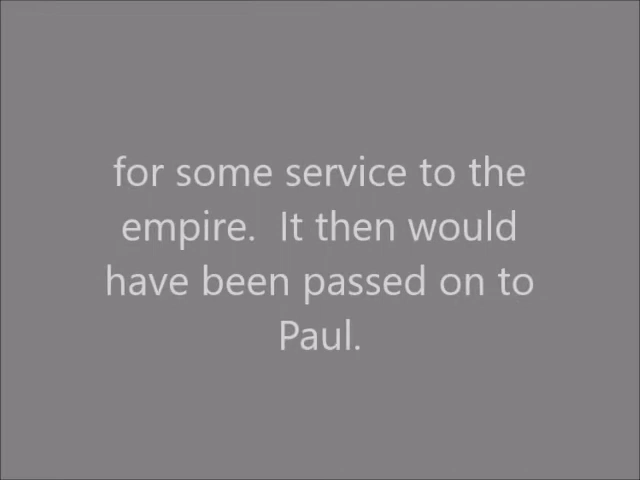 for some service to the
empire.  It then would
have been passed on to
Paul.